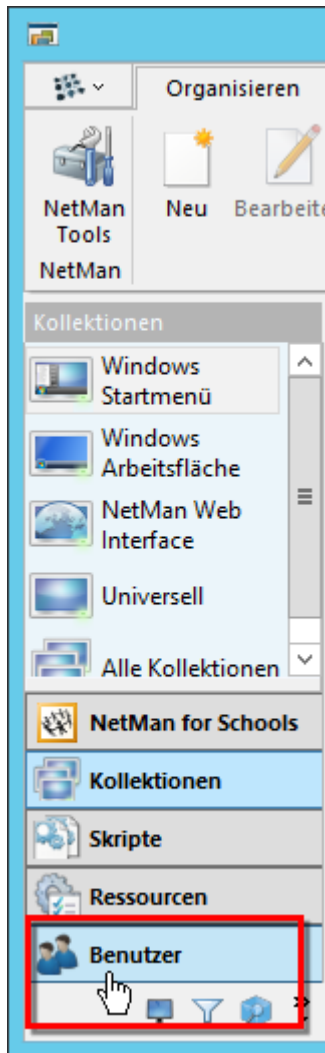 Organisieren
NetMan
Tools
Neu
NetMan
Kollektionen
Windows
Startmenü
Windows
Arbeitsfläche
NetMan Web
Interface
Universell
Alle Kollektionen
NetMan for Schools
Kollektionen
Skripte
Ressourcen
Benutzer